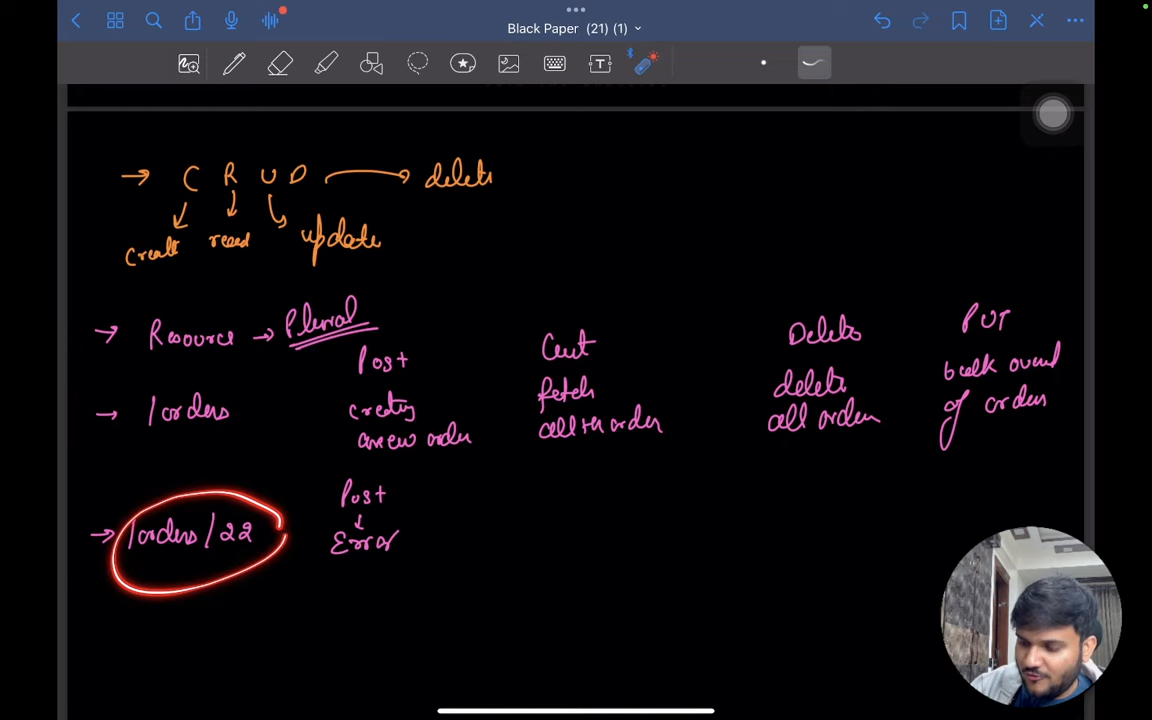 Black Paper (21) (1)
→ C R U D → delete
create read update
→ Resource → Plural
Post Get Delete PUT
→ /orders creating fetch delete bulk
a new order all the order all order of orders
→ /orders/22 Post
Error